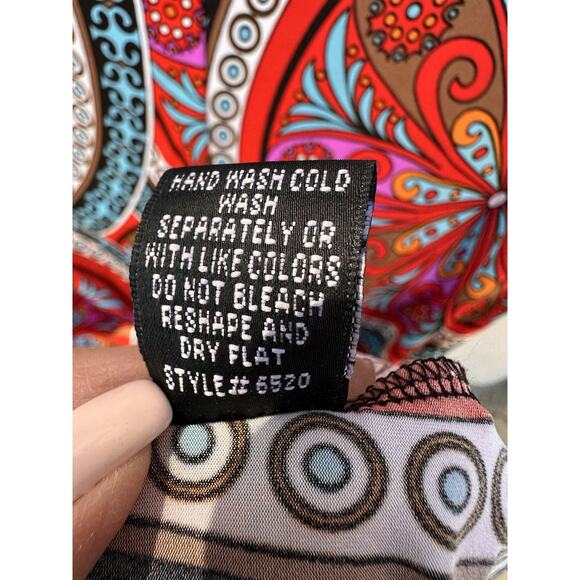 HAND WASH COLD
WASH
SEPARATELY OR
WITH LIKE COLORS
DO NOT BLEACH
RESHAPE AND
DRY FLAT
STYLE# 6520